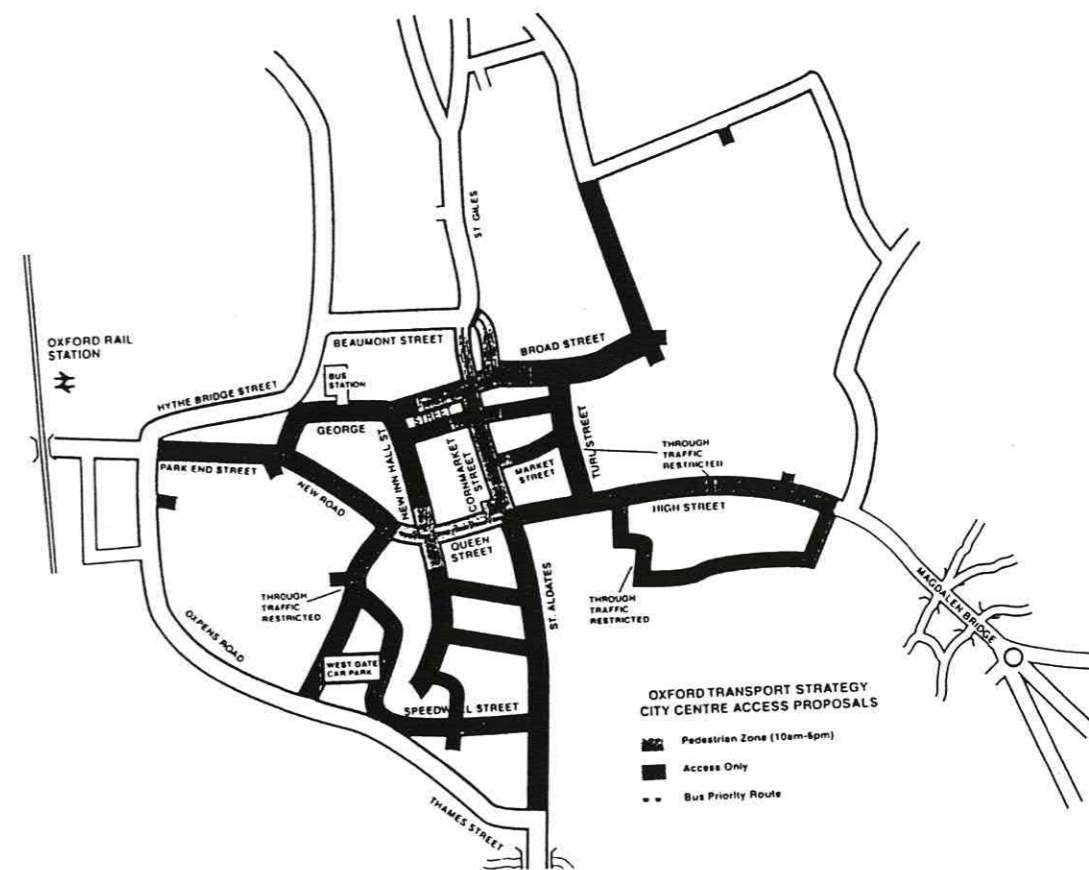 ST GILES
OXFORD RAIL
STATION
BEAUMONT STREET
BROAD STREET
BUS
STATION
HYTHE BRIDGE STREET
GEORGE
STREET
PARK END STREET
NEW ROAD
NEW INN HALL ST
CORNMARKET
STREET
MARKET
STREET
TURL STREET
THROUGH
TRAFFIC
RESTRICTED
HIGH STREET
QUEEN
STREET
ST. ALDATES
THROUGH
TRAFFIC
RESTRICTED
THROUGH
TRAFFIC
RESTRICTED
MAGDALEN BRIDGE
OXPENS ROAD
WEST GATE
CAR PARK
SPEEDWELL STREET
THAMES STREET
OXFORD TRANSPORT STRATEGY
CITY CENTRE ACCESS PROPOSALS
Pedestrian Zone (10am-6pm)
Access Only
Bus Priority Route